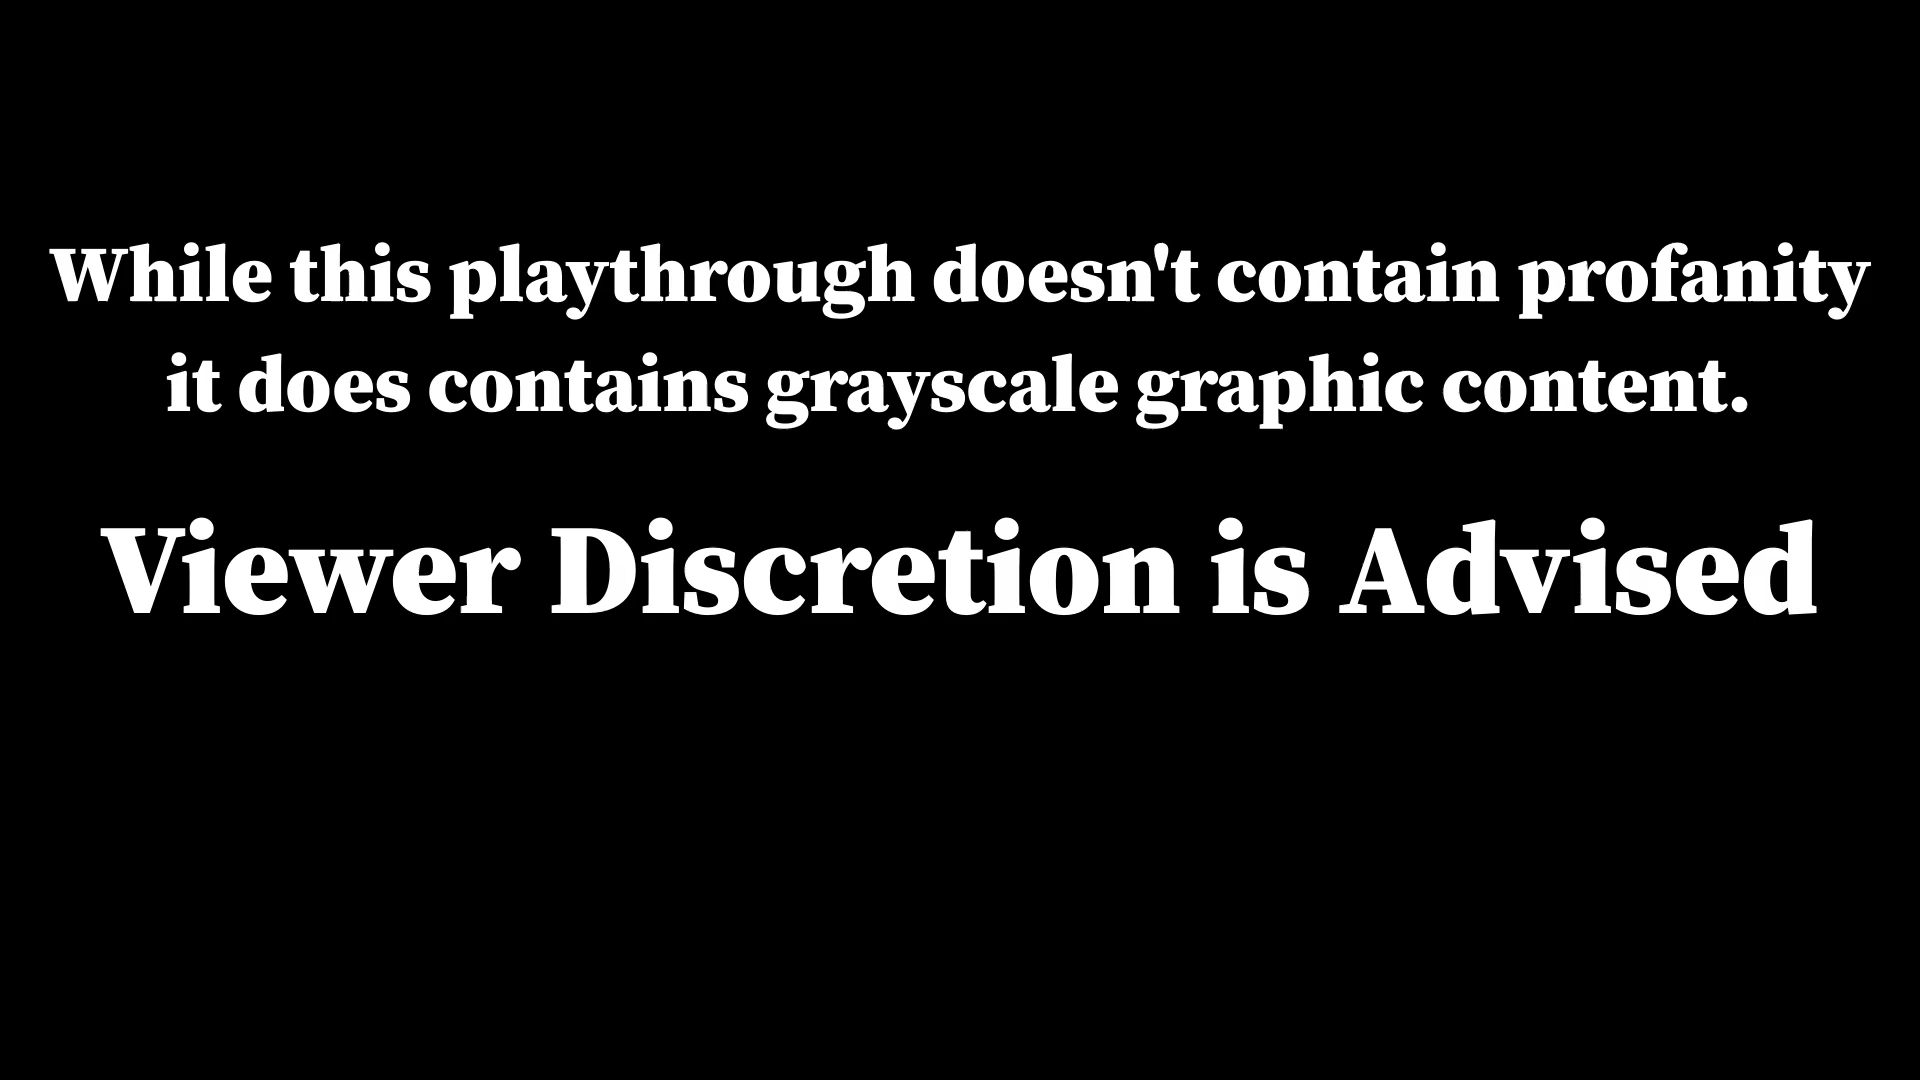 While this playthrough doesn't contain profanity
it does contains grayscale graphic content.
Viewer Discretion is Advised